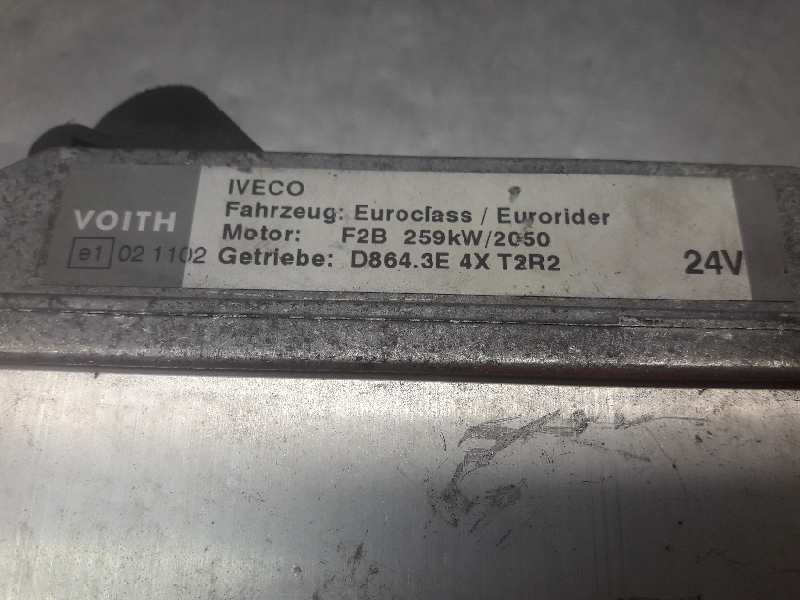 VOITH
e1 02 1102
IVECO
Fahrzeug: Euroclass / Eurorider
Motor: F2B 259kW/2050
Getriebe: D864.3E 4X T2R2
24V